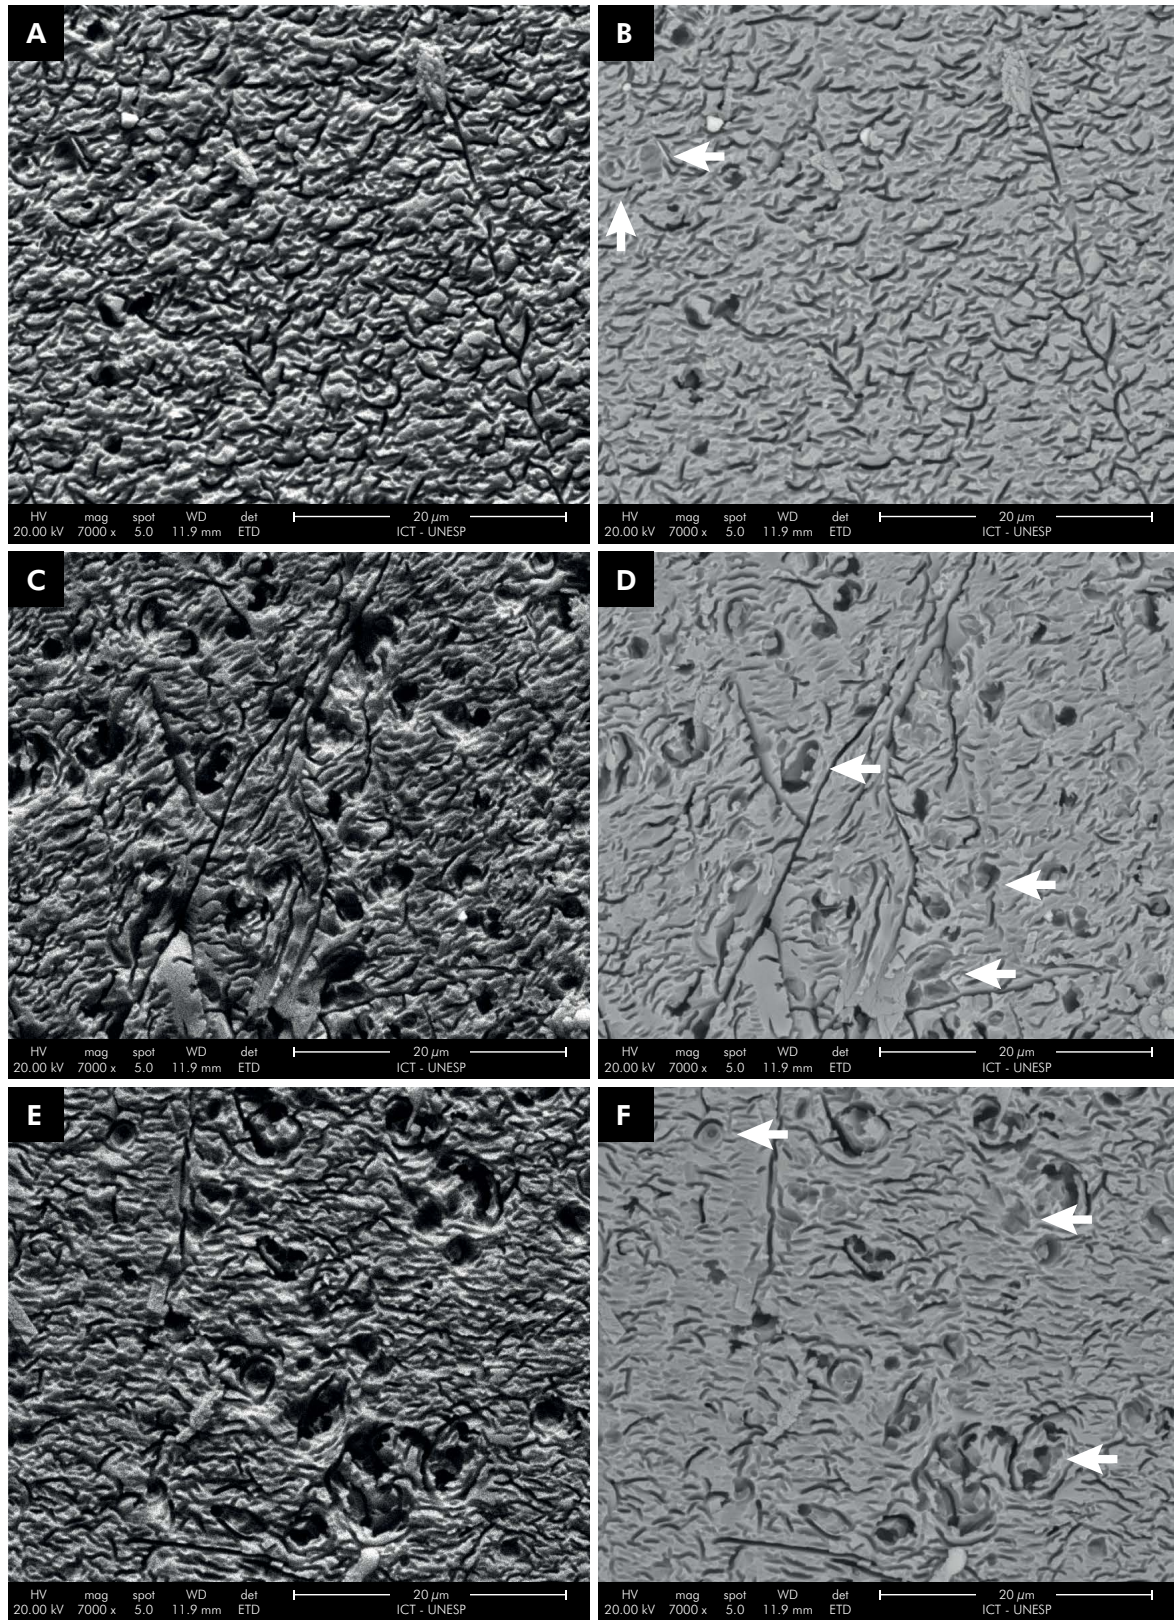 A
B
HV mag spot WD det 20 µm
20.00 kV 7000 x 5.0 11.9 mm ETD ICT - UNESP
HV mag spot WD det 20 µm
20.00 kV 7000 x 5.0 11.9 mm ETD ICT - UNESP
C
D
HV mag spot WD det 20 µm
20.00 kV 7000 x 5.0 11.9 mm ETD ICT - UNESP
HV mag spot WD det 20 µm
20.00 kV 7000 x 5.0 11.9 mm ETD ICT - UNESP
E
F
HV mag spot WD det 20 µm
20.00 kV 7000 x 5.0 11.9 mm ETD ICT - UNESP
HV mag spot WD det 20 µm
20.00 kV 7000 x 5.0 11.9 mm ETD ICT - UNESP